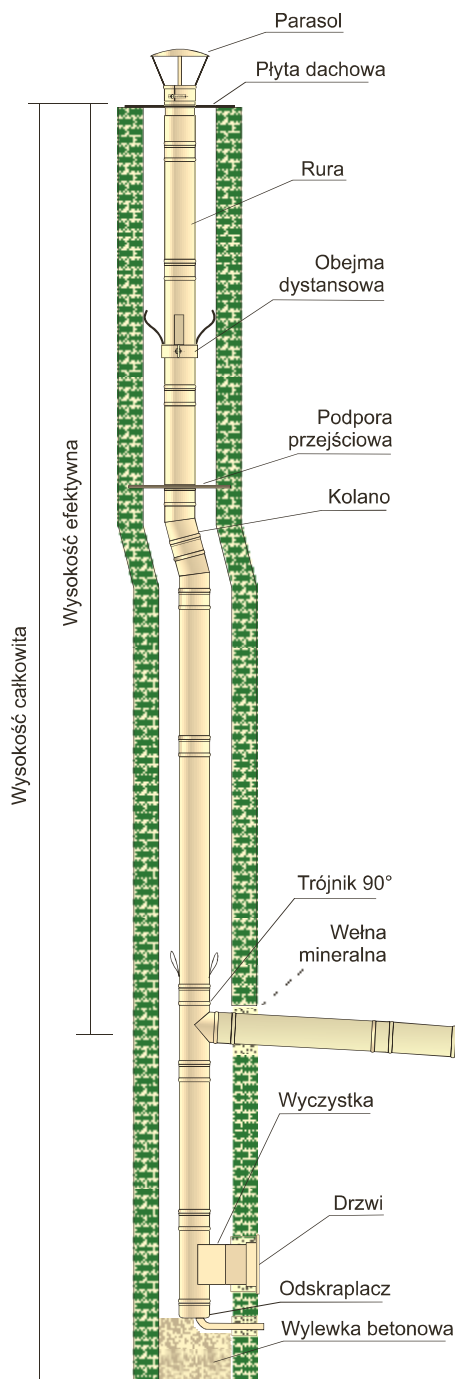 Parasol
Płyta dachowa
Rura
Obejma
dystansowa
Podpora
przejściowa
Kolano
Wysokość efektywna
Wysokość całkowita
Trójnik 90°
Wełna
mineralna
Wyczystka
Drzwi
Odskraplacz
Wylewka betonowa